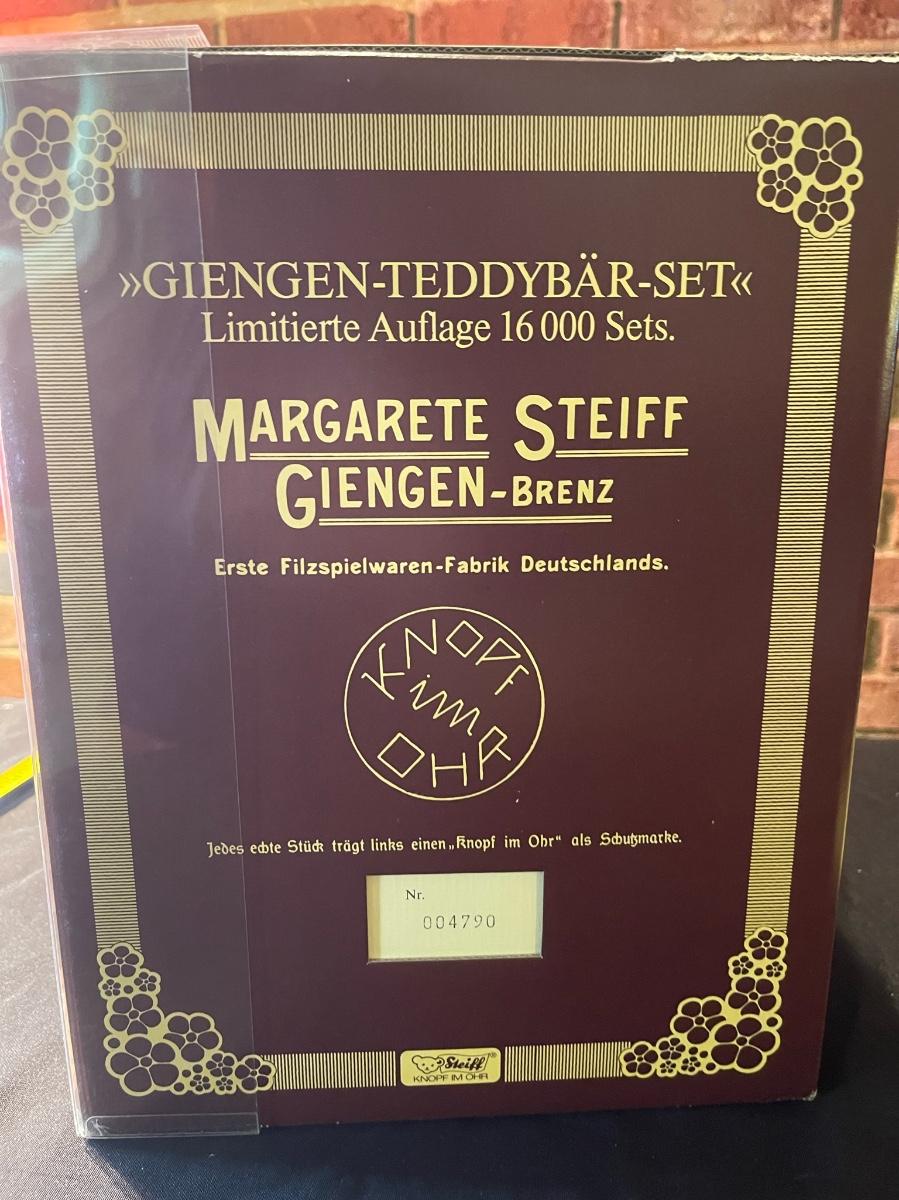 »GIENGEN-TEDDYBÄR-SET«
Limitierte Auflage 16 000 Sets.
MARGARETE STEIFF
GIENGEN-BRENZ
Erste Filzspielwaren-Fabrik Deutschlands.
KNOPF
im
OHR
Jedes echte Stück trägt links einen „Knopf im Ohr“ als Schutzmarke.
Nr.
004790
Steiff®
KNOPF IM OHR